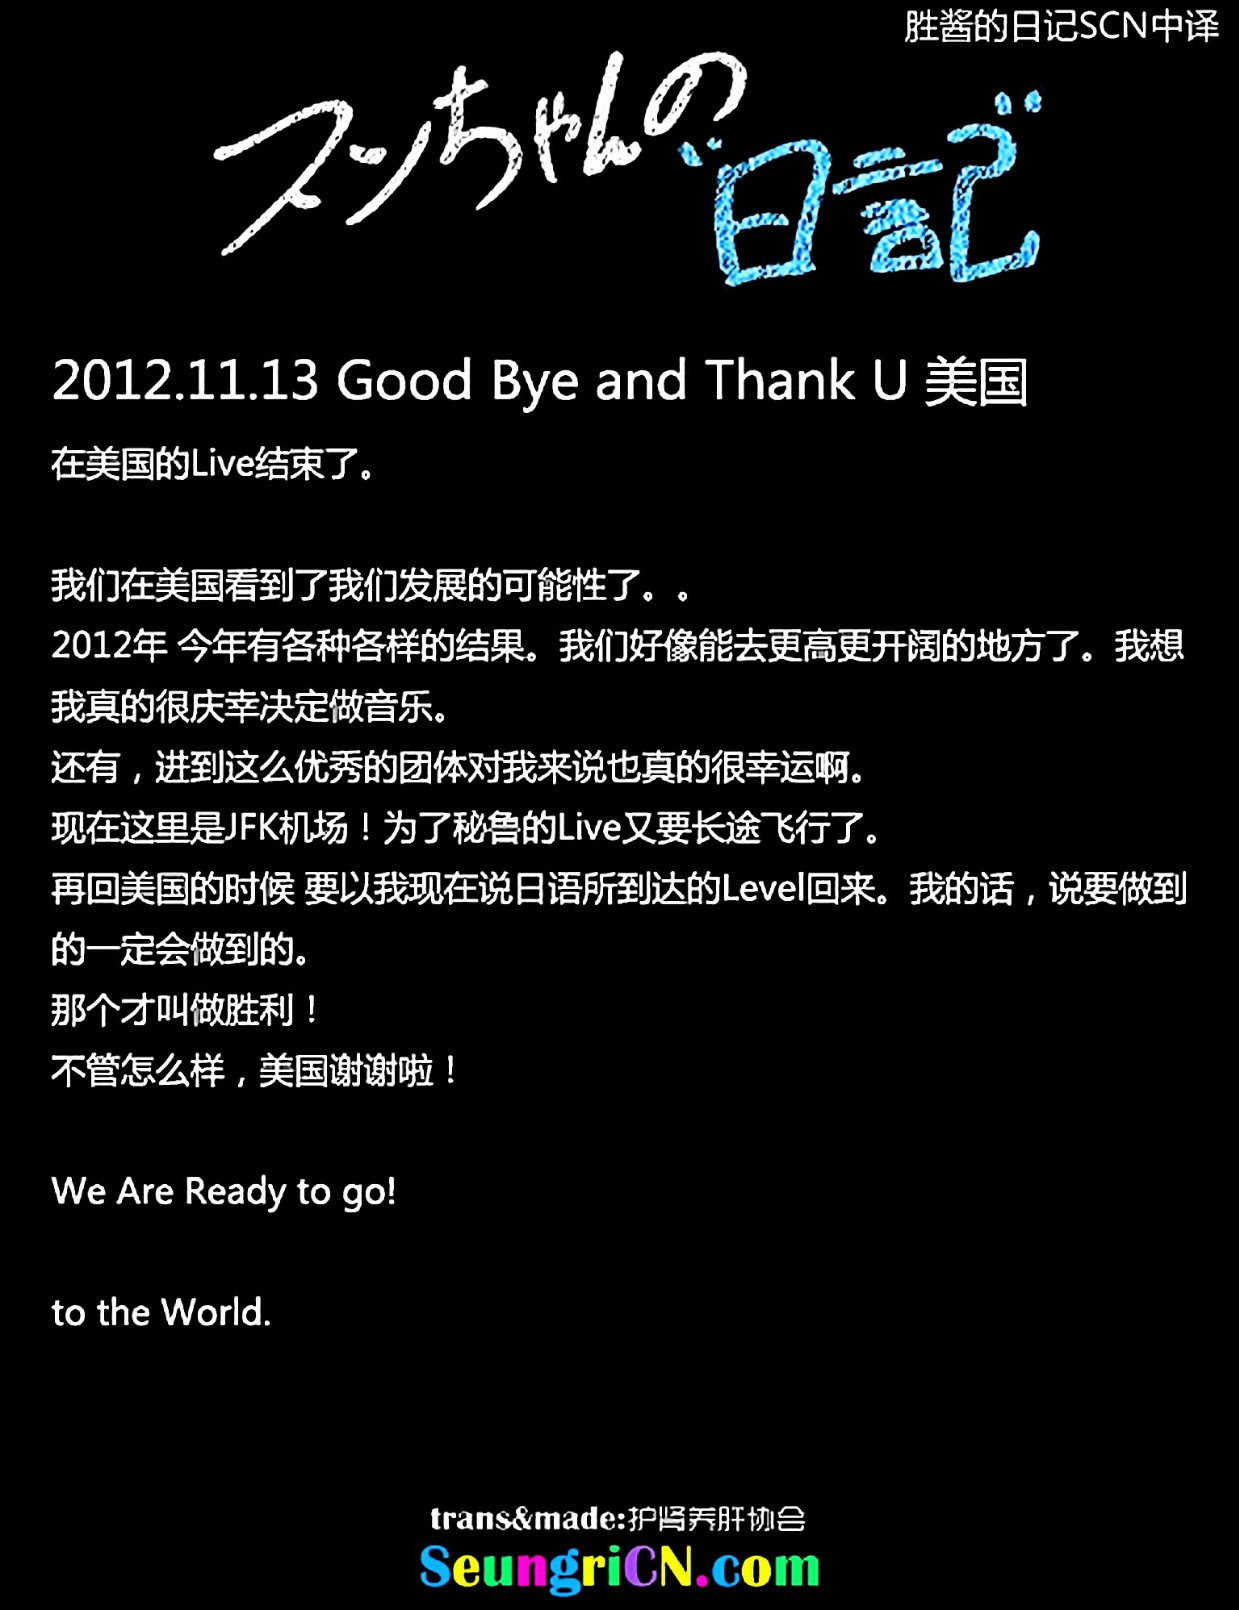 胜酱的日记SCN中译
スンちゃんの
日記
2012.11.13 Good Bye and Thank U 美国
在美国的Live结束了。
我们在美国看到了我们发展的可能性了。。
2012年 今年有各种各样的结果。我们好像能去更高更开阔的地方了。我想
我真的很庆幸决定做音乐。
还有，进到这么优秀的团体对我来说也真的很幸运啊。
现在这里是JFK机场！为了秘鲁的Live又要长途飞行了。
再回美国的时候 要以我现在说日语所到达的Level回来。我的话，说要做到
的一定会做到的。
那个才叫做胜利！
不管怎么样，美国谢谢啦！
We Are Ready to go!
to the World.
trans&made:护肾养肝协会
SeungriCN.com